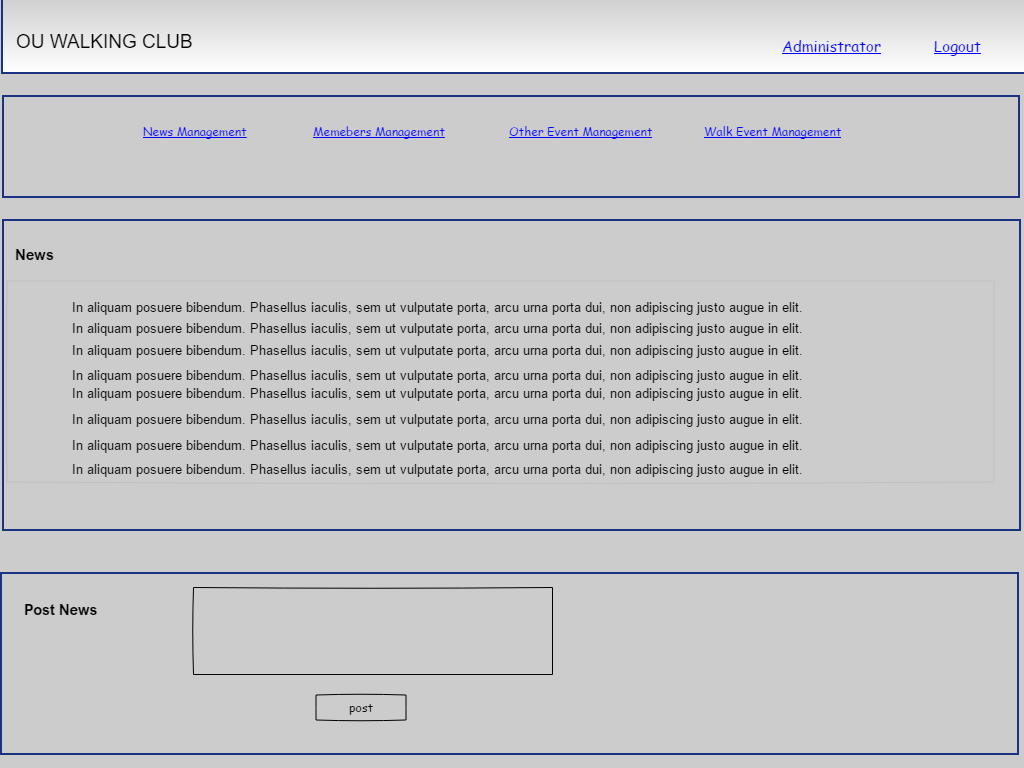 OU WALKING CLUB
Administrator Logout
News Management Memebers Management Other Event Management Walk Event Management
News
In aliquam posuere bibendum. Phasellus iaculis, sem ut vulputate porta, arcu urna porta dui, non adipiscing justo augue in elit.
In aliquam posuere bibendum. Phasellus iaculis, sem ut vulputate porta, arcu urna porta dui, non adipiscing justo augue in elit.
In aliquam posuere bibendum. Phasellus iaculis, sem ut vulputate porta, arcu urna porta dui, non adipiscing justo augue in elit.
In aliquam posuere bibendum. Phasellus iaculis, sem ut vulputate porta, arcu urna porta dui, non adipiscing justo augue in elit.
In aliquam posuere bibendum. Phasellus iaculis, sem ut vulputate porta, arcu urna porta dui, non adipiscing justo augue in elit.
In aliquam posuere bibendum. Phasellus iaculis, sem ut vulputate porta, arcu urna porta dui, non adipiscing justo augue in elit.
In aliquam posuere bibendum. Phasellus iaculis, sem ut vulputate porta, arcu urna porta dui, non adipiscing justo augue in elit.
In aliquam posuere bibendum. Phasellus iaculis, sem ut vulputate porta, arcu urna porta dui, non adipiscing justo augue in elit.
Post News
post